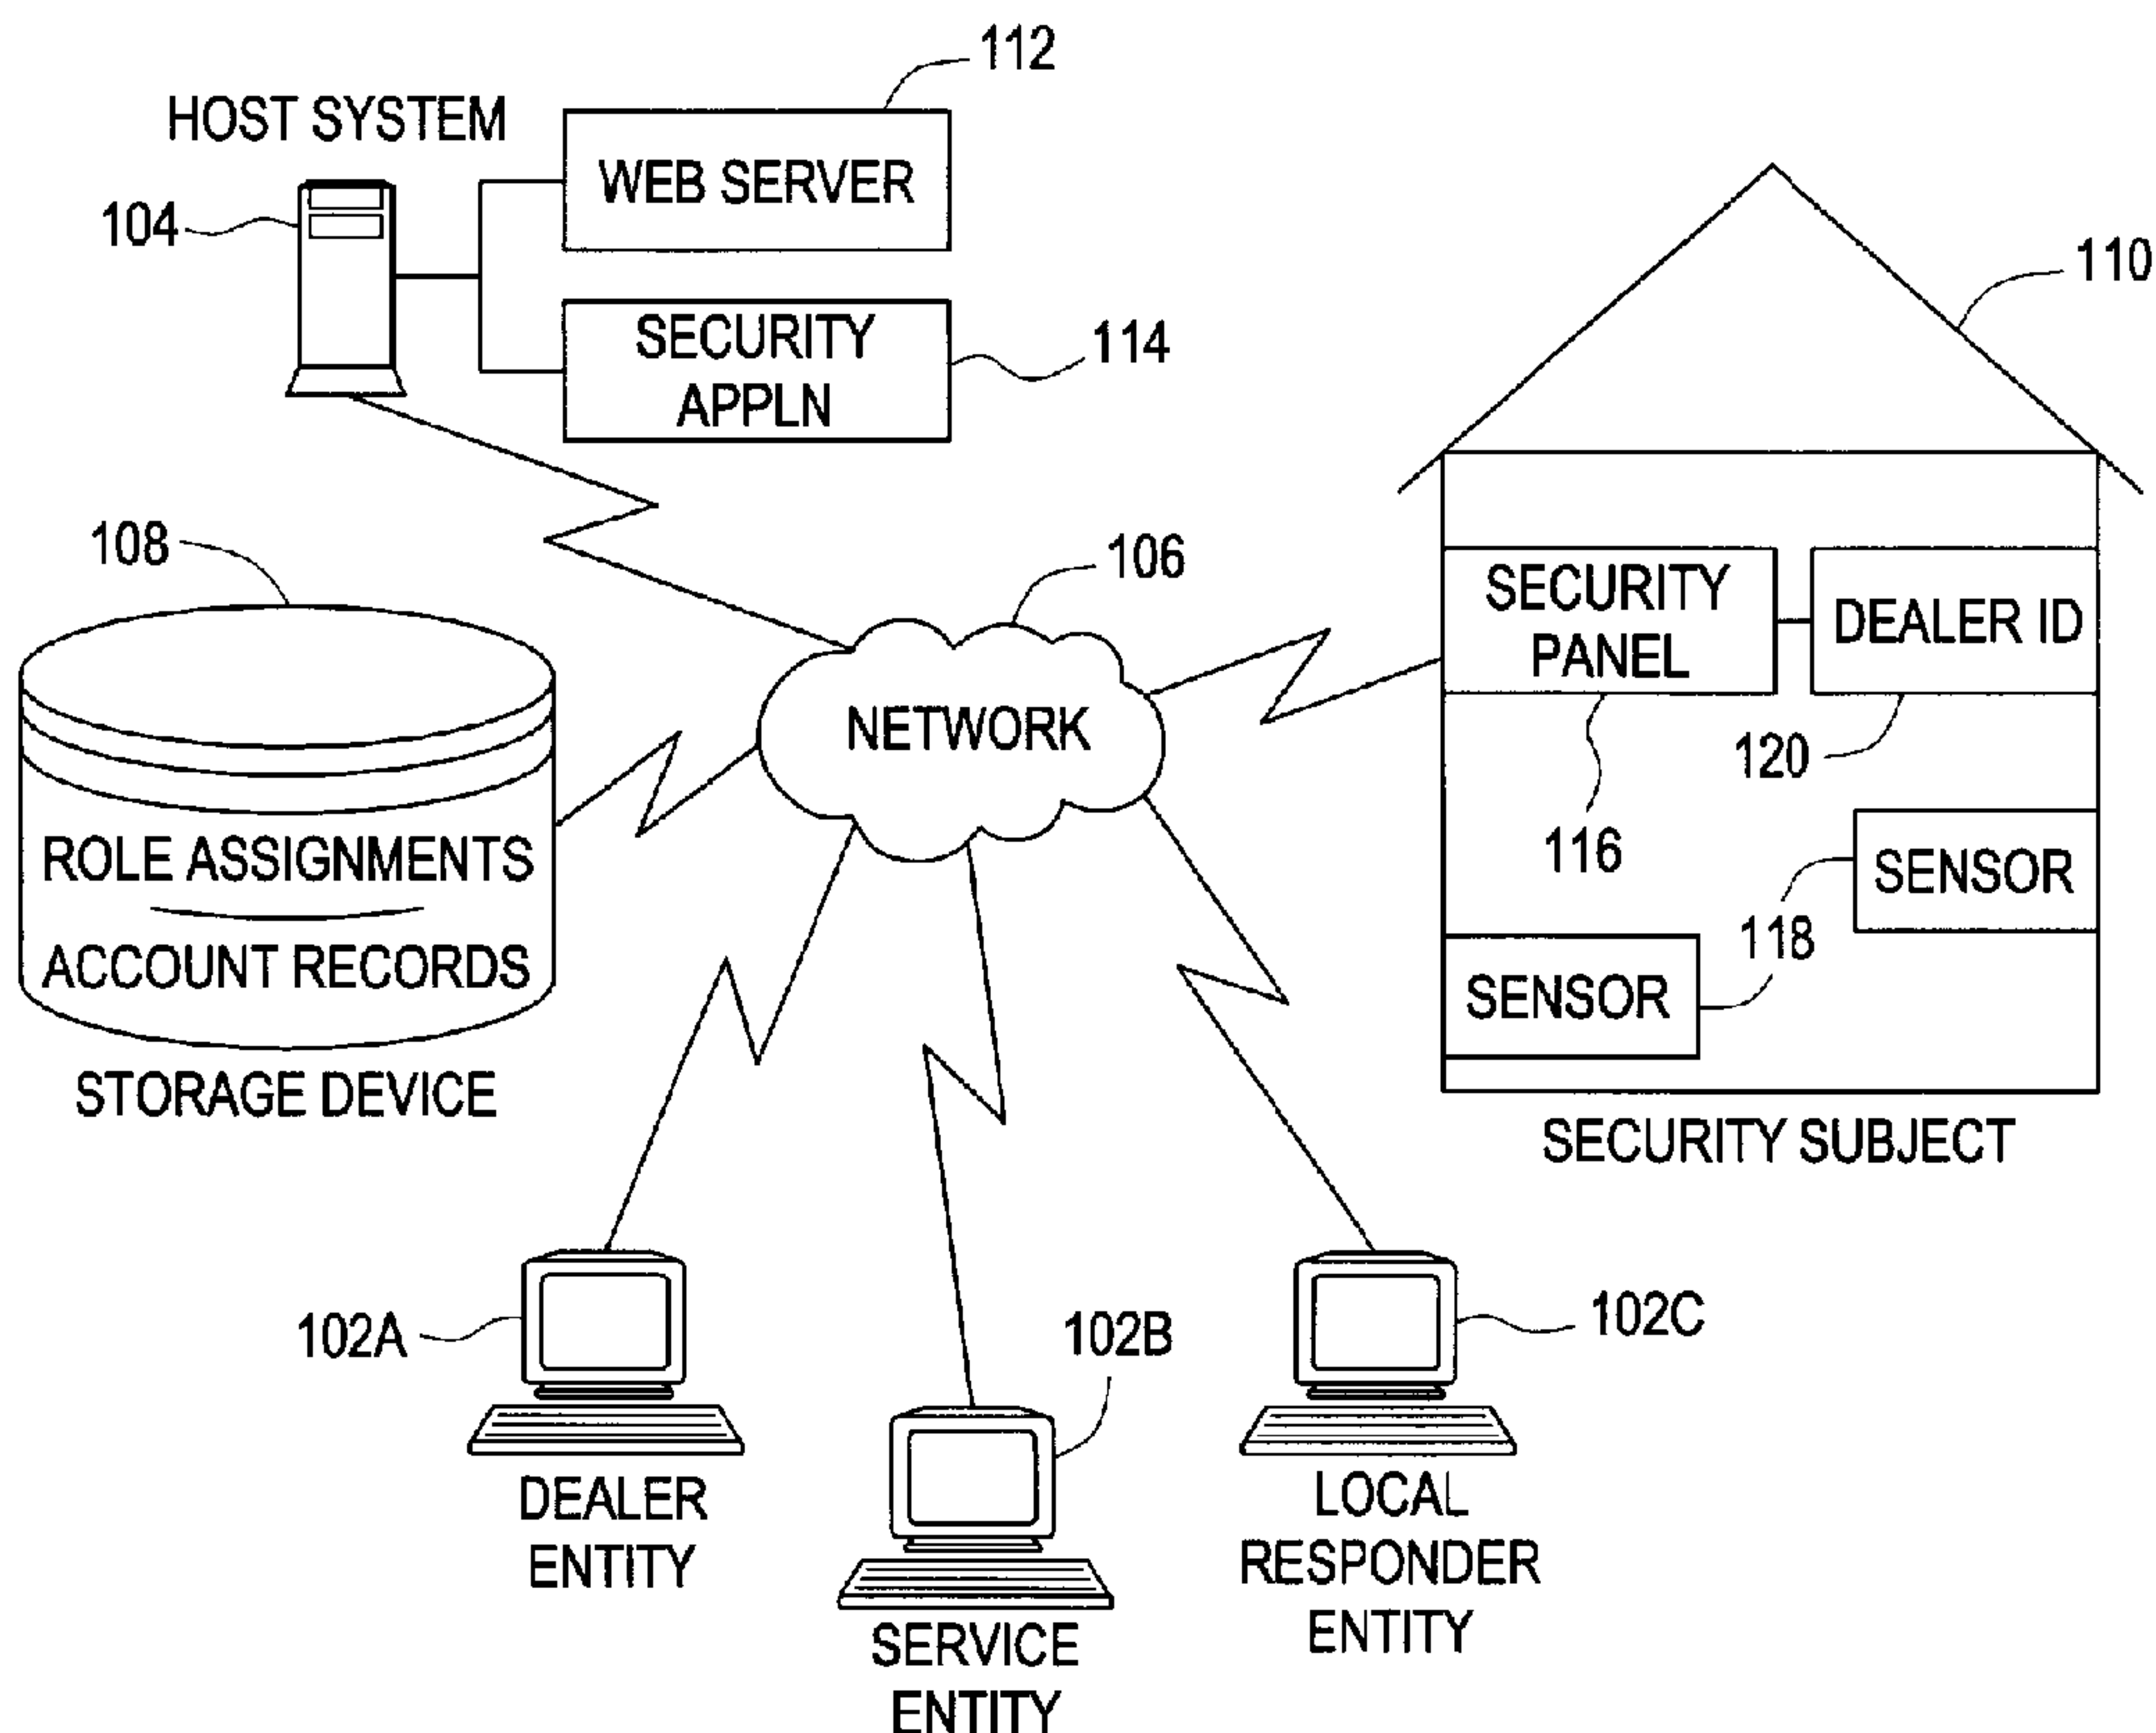 112
HOST SYSTEM
WEB SERVER
104
110
SECURITY
APPLN
114
108
106
SECURITY
PANEL
DEALER ID
NETWORK
120
116
ROLE ASSIGNMENTS
ACCOUNT RECORDS
SENSOR
118
SENSOR
STORAGE DEVICE
SECURITY SUBJECT
102A
102B
102C
DEALER
ENTITY
LOCAL
RESPONDER
ENTITY
SERVICE
ENTITY